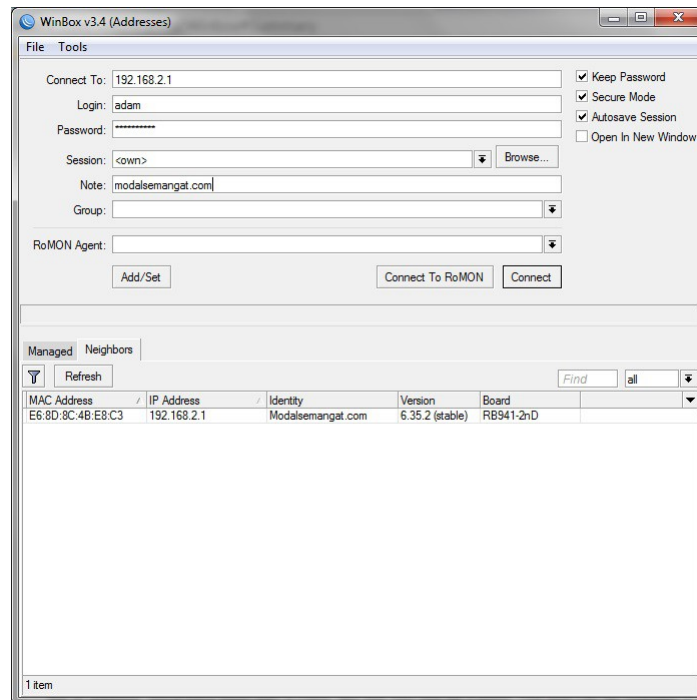 WinBox v3.4 (Addresses)
File Tools
Connect To: 192.168.2.1
Keep Password
Login: adam
Secure Mode
Password: **********
Autosave Session
Open In New Window
Session: <own> Browse...
Note: modalsemangat.com
Group:
RoMON Agent:
Add/Set Connect To RoMON Connect
Managed Neighbors
Refresh Find all
MAC Address IP Address Identity Version Board
E6:8D:8C:4B:E8:C3 192.168.2.1 Modalsemangat.com 6.35.2 (stable) RB941-2nD
1 item